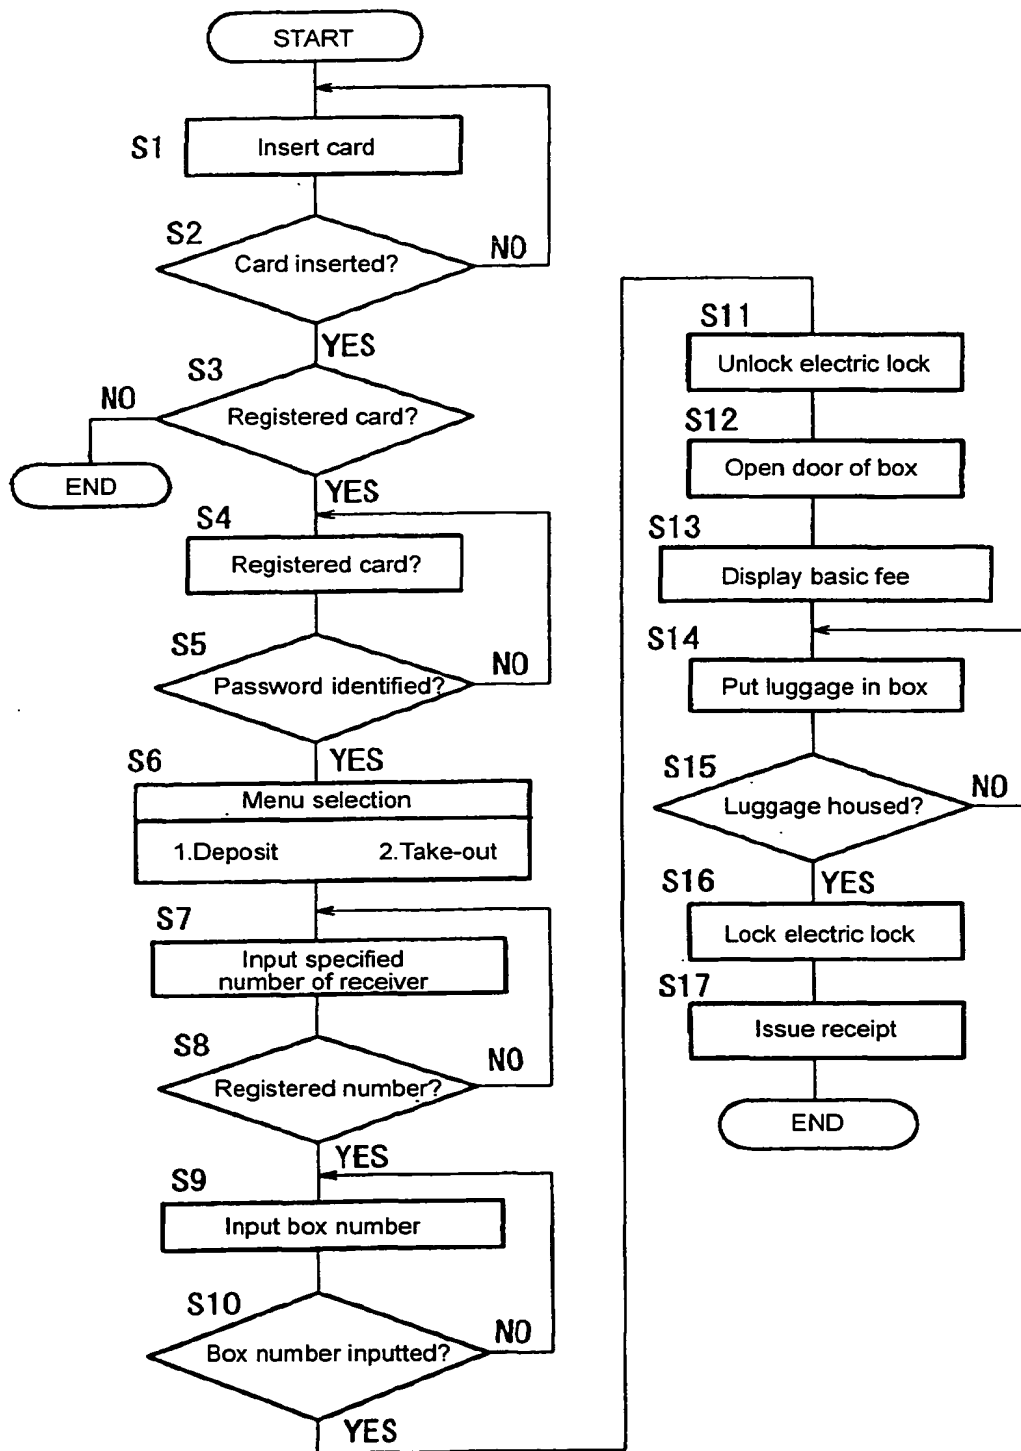 START
S1
Insert card
S2
Card inserted?
NO
YES
S3
Registered card?
NO
END
YES
S4
Registered card?
S5
Password identified?
NO
YES
S6
Menu selection
1.Deposit 2.Take-out
S7
Input specified
number of receiver
S8
Registered number?
NO
YES
S9
Input box number
S10
Box number inputted?
NO
YES
S11
Unlock electric lock
S12
Open door of box
S13
Display basic fee
S14
Put luggage in box
S15
Luggage housed?
NO
YES
S16
Lock electric lock
S17
Issue receipt
END